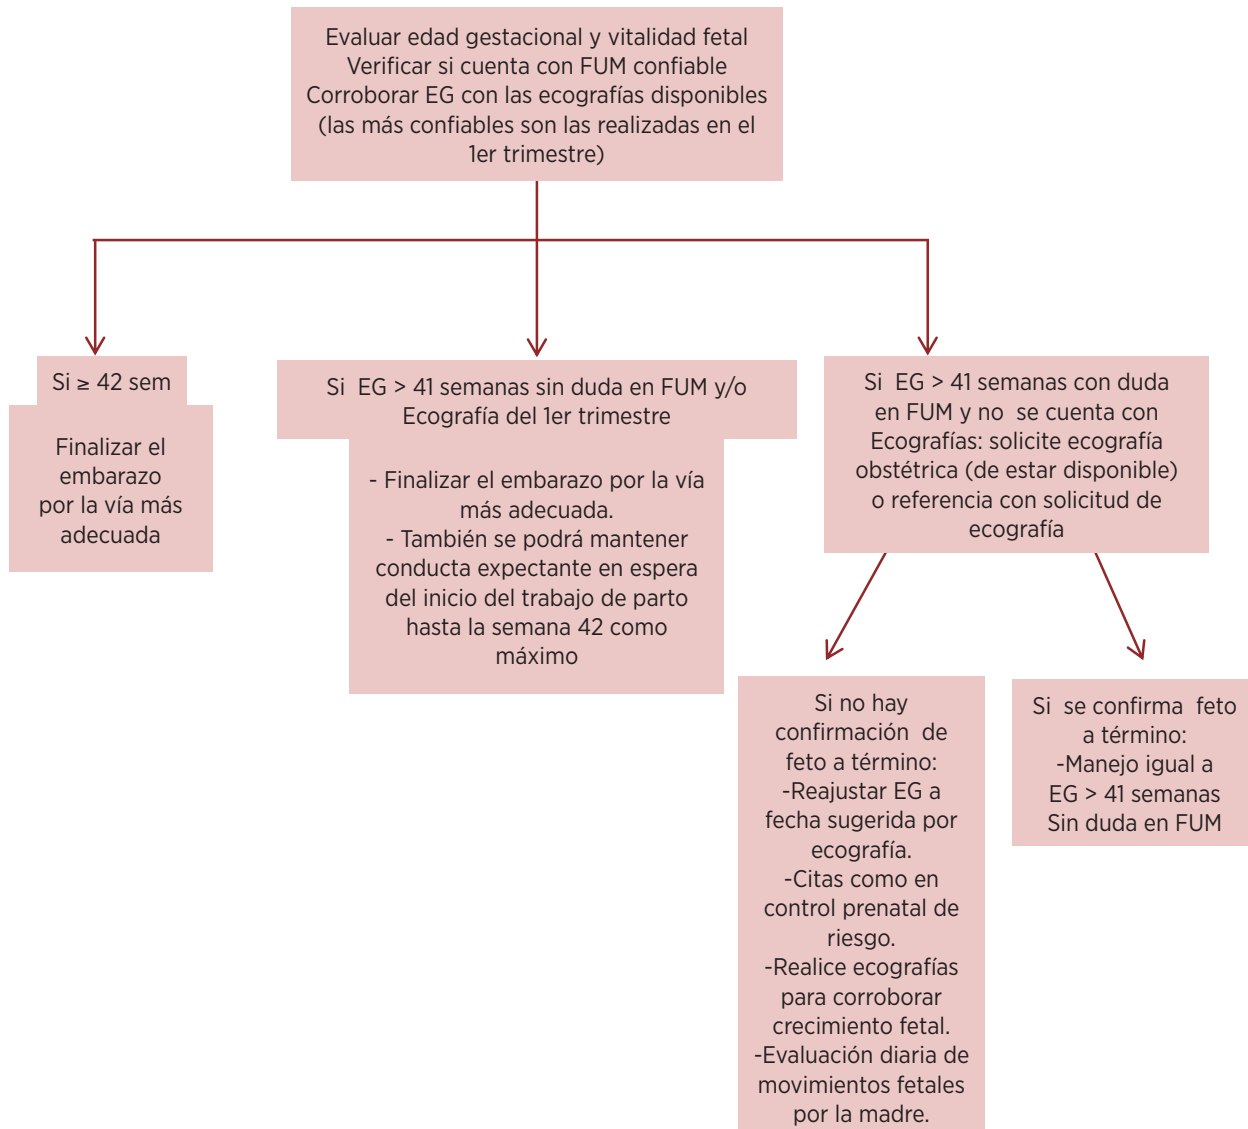 Evaluar edad gestacional y vitalidad fetal
Verificar si cuenta con FUM confiable
Corroborar EG con las ecografías disponibles
(las más confiables son las realizadas en el
1er trimestre)
Si ≥ 42 sem
Finalizar el
embarazo
por la vía más
adecuada
Si EG > 41 semanas sin duda en FUM y/o
Ecografía del 1er trimestre
- Finalizar el embarazo por la vía
más adecuada.
- También se podrá mantener
conducta expectante en espera
del inicio del trabajo de parto
hasta la semana 42 como
máximo
Si EG > 41 semanas con duda
en FUM y no se cuenta con
Ecografías: solicite ecografía
obstétrica (de estar disponible)
o referencia con solicitud de
ecografía
Si no hay
confirmación de
feto a término:
-Reajustar EG a
fecha sugerida por
ecografía.
-Citas como en
control prenatal de
riesgo.
-Realice ecografías
para corroborar
crecimiento fetal.
-Evaluación diaria de
movimientos fetales
por la madre.
Si se confirma feto
a término:
-Manejo igual a
EG > 41 semanas
Sin duda en FUM